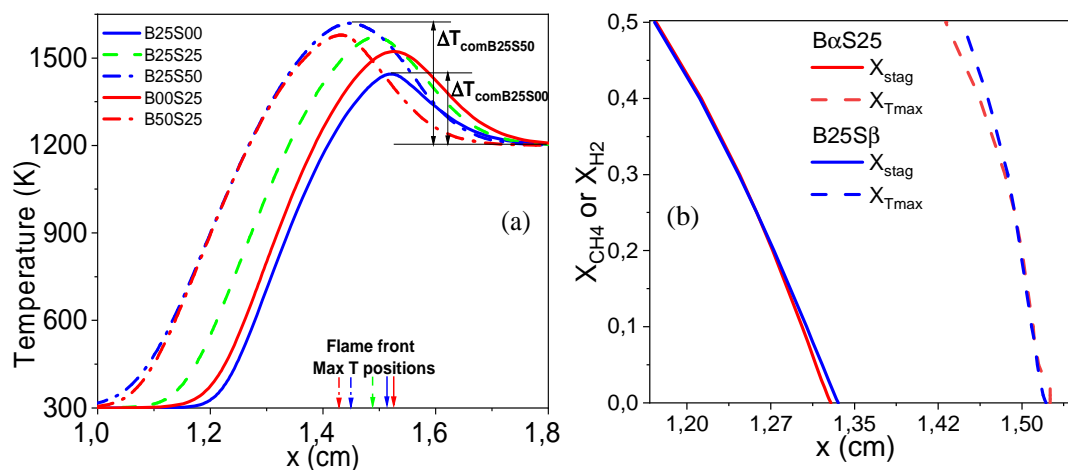 B25S00
B25S25
B25S50
B00S25
B50S25
ΔTcomB25S50
ΔTcomB25S00
1500
1200
900
600
300
Temperature (K)
(a)
Flame front
Max T positions
1,0
1,2
1,4
1,6
1,8
x (cm)
0,5
0,4
0,3
0,2
0,1
0,0
XCH4 or XH2
BαS25
Xstag
XTmax
B25Sβ
Xstag
XTmax
(b)
1,20
1,27
1,35
1,42
1,50
x (cm)